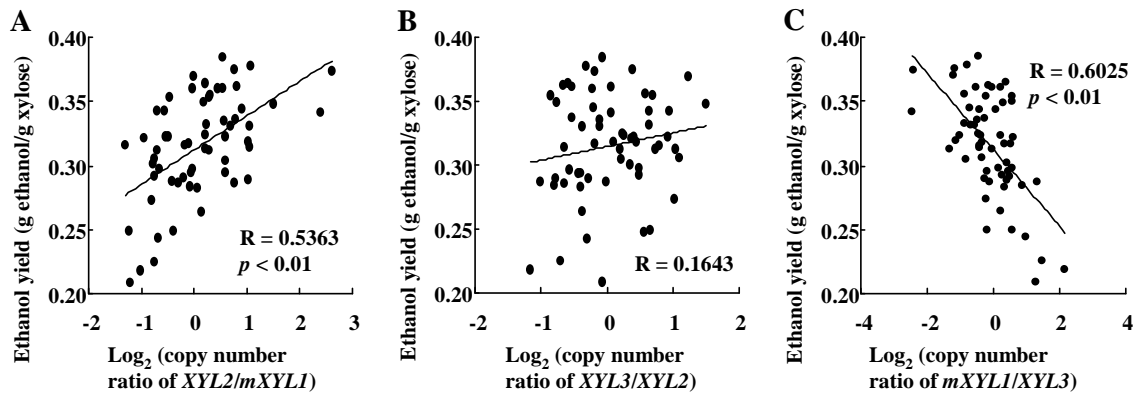 A
Ethanol yield (g ethanol/g xylose)
0.40
0.35
0.30
0.25
0.20
R = 0.5363
p < 0.01
-2 -1 0 1 2 3
Log2 (copy number
ratio of XYL2/mXYL1)
B
Ethanol yield (g ethanol/g xylose)
0.40
0.35
0.30
0.25
0.20
R = 0.1643
-2 -1 0 1 2
Log2 (copy number
ratio of XYL3/XYL2)
C
Ethanol yield (g ethanol/g xylose)
0.40
0.35
0.30
0.25
0.20
R = 0.6025
p < 0.01
-4 -2 0 2 4
Log2 (copy number
ratio of mXYL1/XYL3)